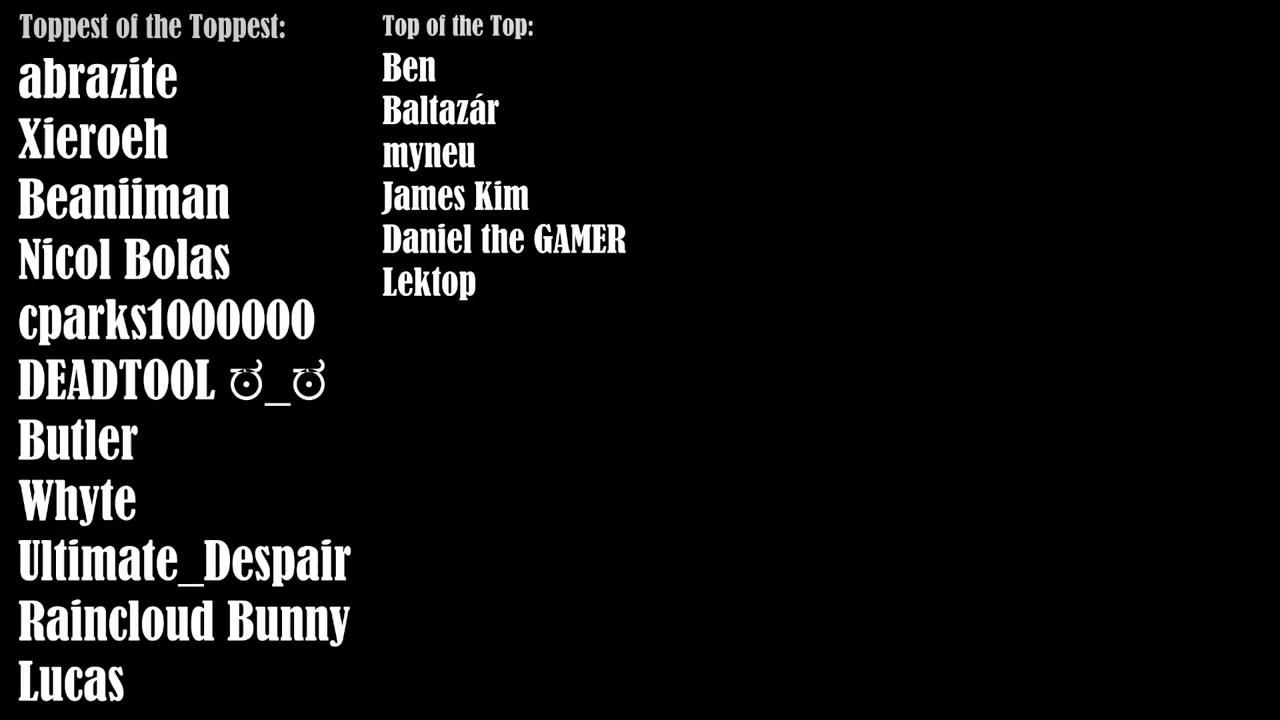 Toppest of the Toppest:
abrazite
Xieroeh
Beaniiman
Nicol Bolas
cparks1000000
DEADTOOL ಠ_ಠ
Butler
Whyte
Ultimate_Despair
Raincloud Bunny
Lucas
Top of the Top:
Ben
Baltazár
myneu
James Kim
Daniel the GAMER
Lektop